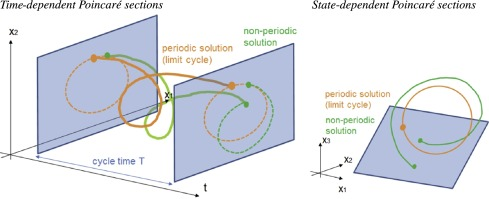 Time-dependent Poincaré sections
State-dependent Poincaré sections
x₂
periodic solution
(limit cycle)
non-periodic
solution
x₁
cycle time T
t
periodic solution
(limit cycle)
non-periodic
solution
x₃
x₂
x₁